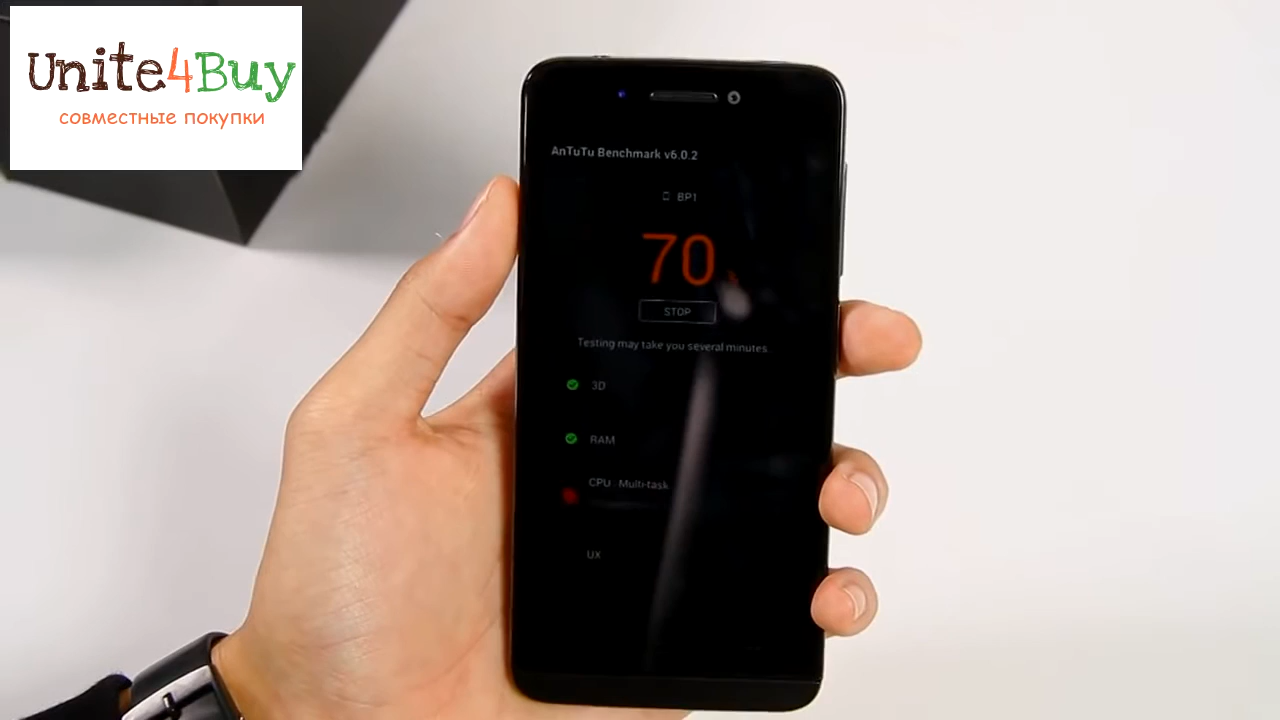 Unite4Buy
совместные покупки
AnTuTu Benchmark v6.0.2
BP1
70 %
STOP
Testing may take you several minutes.
3D
RAM
CPU Multi-task
UX